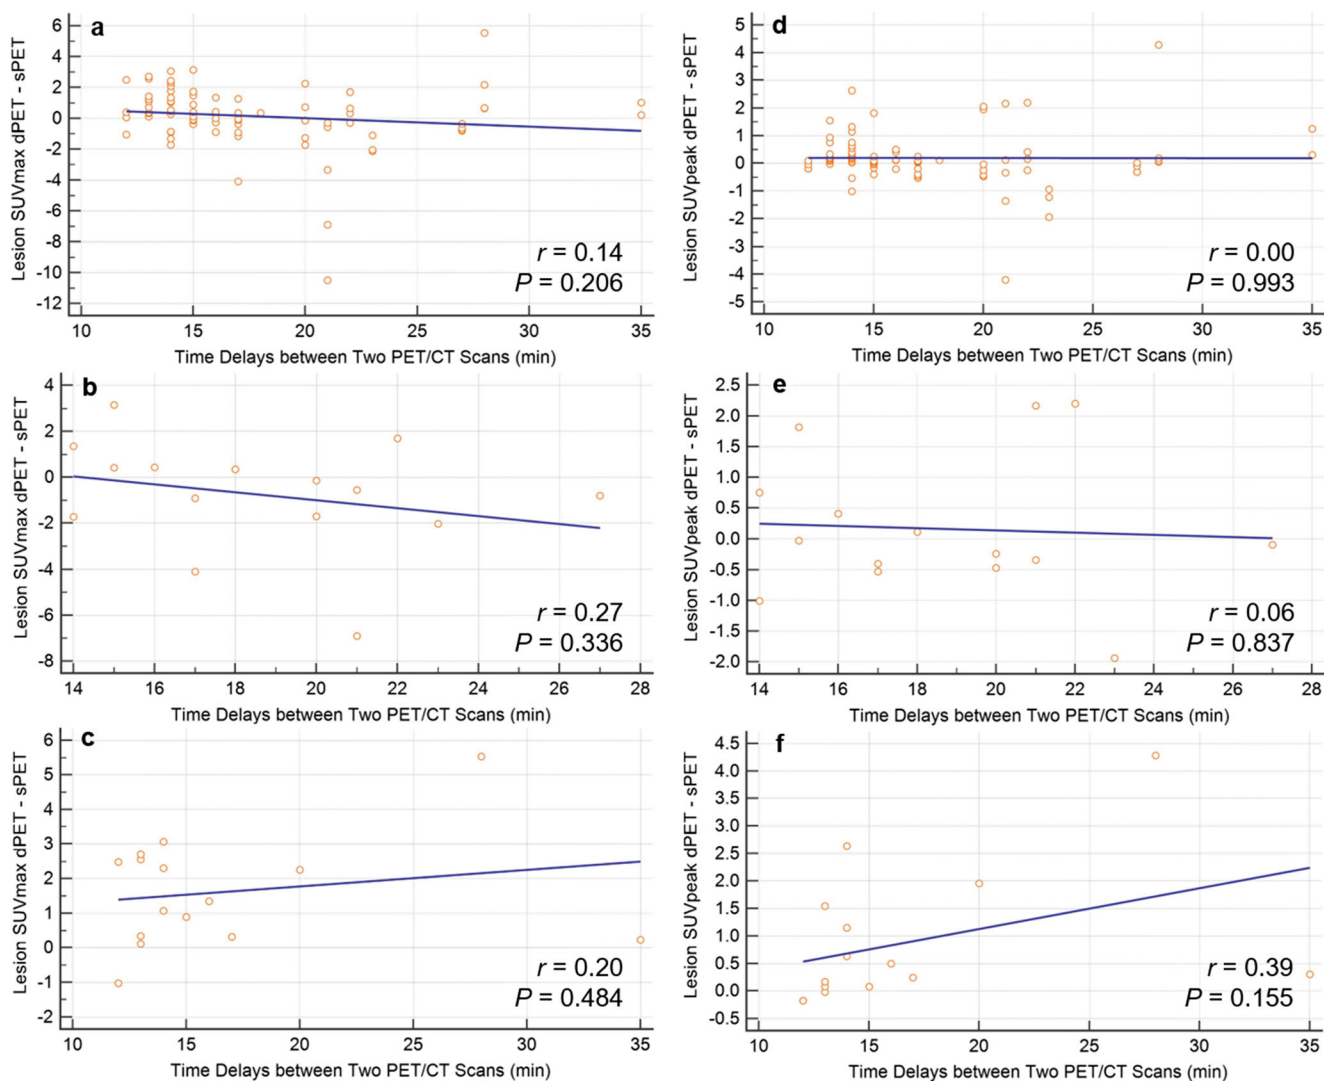 a
Lesion SUVmax dPET - sPET
6
4
2
0
-2
-4
-6
-8
-10
-12
r = 0.14
P = 0.206
10 15 20 25 30 35
Time Delays between Two PET/CT Scans (min)
d
Lesion SUVpeak dPET - sPET
5
4
3
2
1
0
-1
-2
-3
-4
-5
r = 0.00
P = 0.993
10 15 20 25 30 35
Time Delays between Two PET/CT Scans (min)
b
Lesion SUVmax dPET - sPET
4
2
0
-2
-4
-6
-8
r = 0.27
P = 0.336
14 16 18 20 22 24 26 28
Time Delays between Two PET/CT Scans (min)
e
Lesion SUVpeak dPET - sPET
2.5
2.0
1.5
1.0
0.5
0.0
-0.5
-1.0
-1.5
-2.0
r = 0.06
P = 0.837
14 16 18 20 22 24 26 28
Time Delays between Two PET/CT Scans (min)
c
Lesion SUVmax dPET - sPET
6
5
4
3
2
1
0
-1
-2
r = 0.20
P = 0.484
10 15 20 25 30 35
Time Delays between Two PET/CT Scans (min)
f
Lesion SUVpeak dPET - sPET
4.5
4.0
3.5
3.0
2.5
2.0
1.5
1.0
0.5
0.0
-0.5
r = 0.39
P = 0.155
10 15 20 25 30 35
Time Delays between Two PET/CT Scans (min)